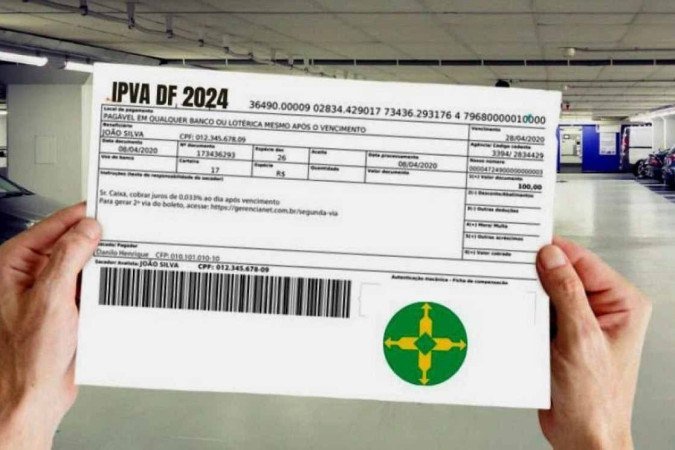 IPVA DF 2024
36490.00009 02834.429017 73436.293176 4 79680000010000
Local de pagamento
Vencimento
PAGÁVEL EM QUALQUER BANCO OU LOTÉRICA MESMO APÓS O VENCIMENTO
28/04/2020
Beneficiário
Agência/ Código cedente
JOÃO SILVA CPF: 012.345.678-09
3394/ 2834429
Data documento Nº documento Espécie doc Aceite Data processamento Nosso número
08/04/2020 173436293 26 08/04/2020
Uso do banco Carteira Espécie Quantidade Valor documento
17 R$ 100,00
Instruções (texto de responsabilidade do sacador)
(-) Desconto/Abatimentos
(-) Outras deduções
Sr. Caixa, cobrar juros de 0,033% ao dia após vencimento
Para gerar 2ª via do boleto, acesse: https://gerencianet.com.br/segunda-via
(+) Mora/ Multa
(+) Outros acréscimos
(=) Valor cobrado
Danilo Henrique CPF: 010.101.010-10
Sacador Avalista: JOÃO SILVA CPF: 012.345.678-09
Autenticação mecânica - Ficha de compensação